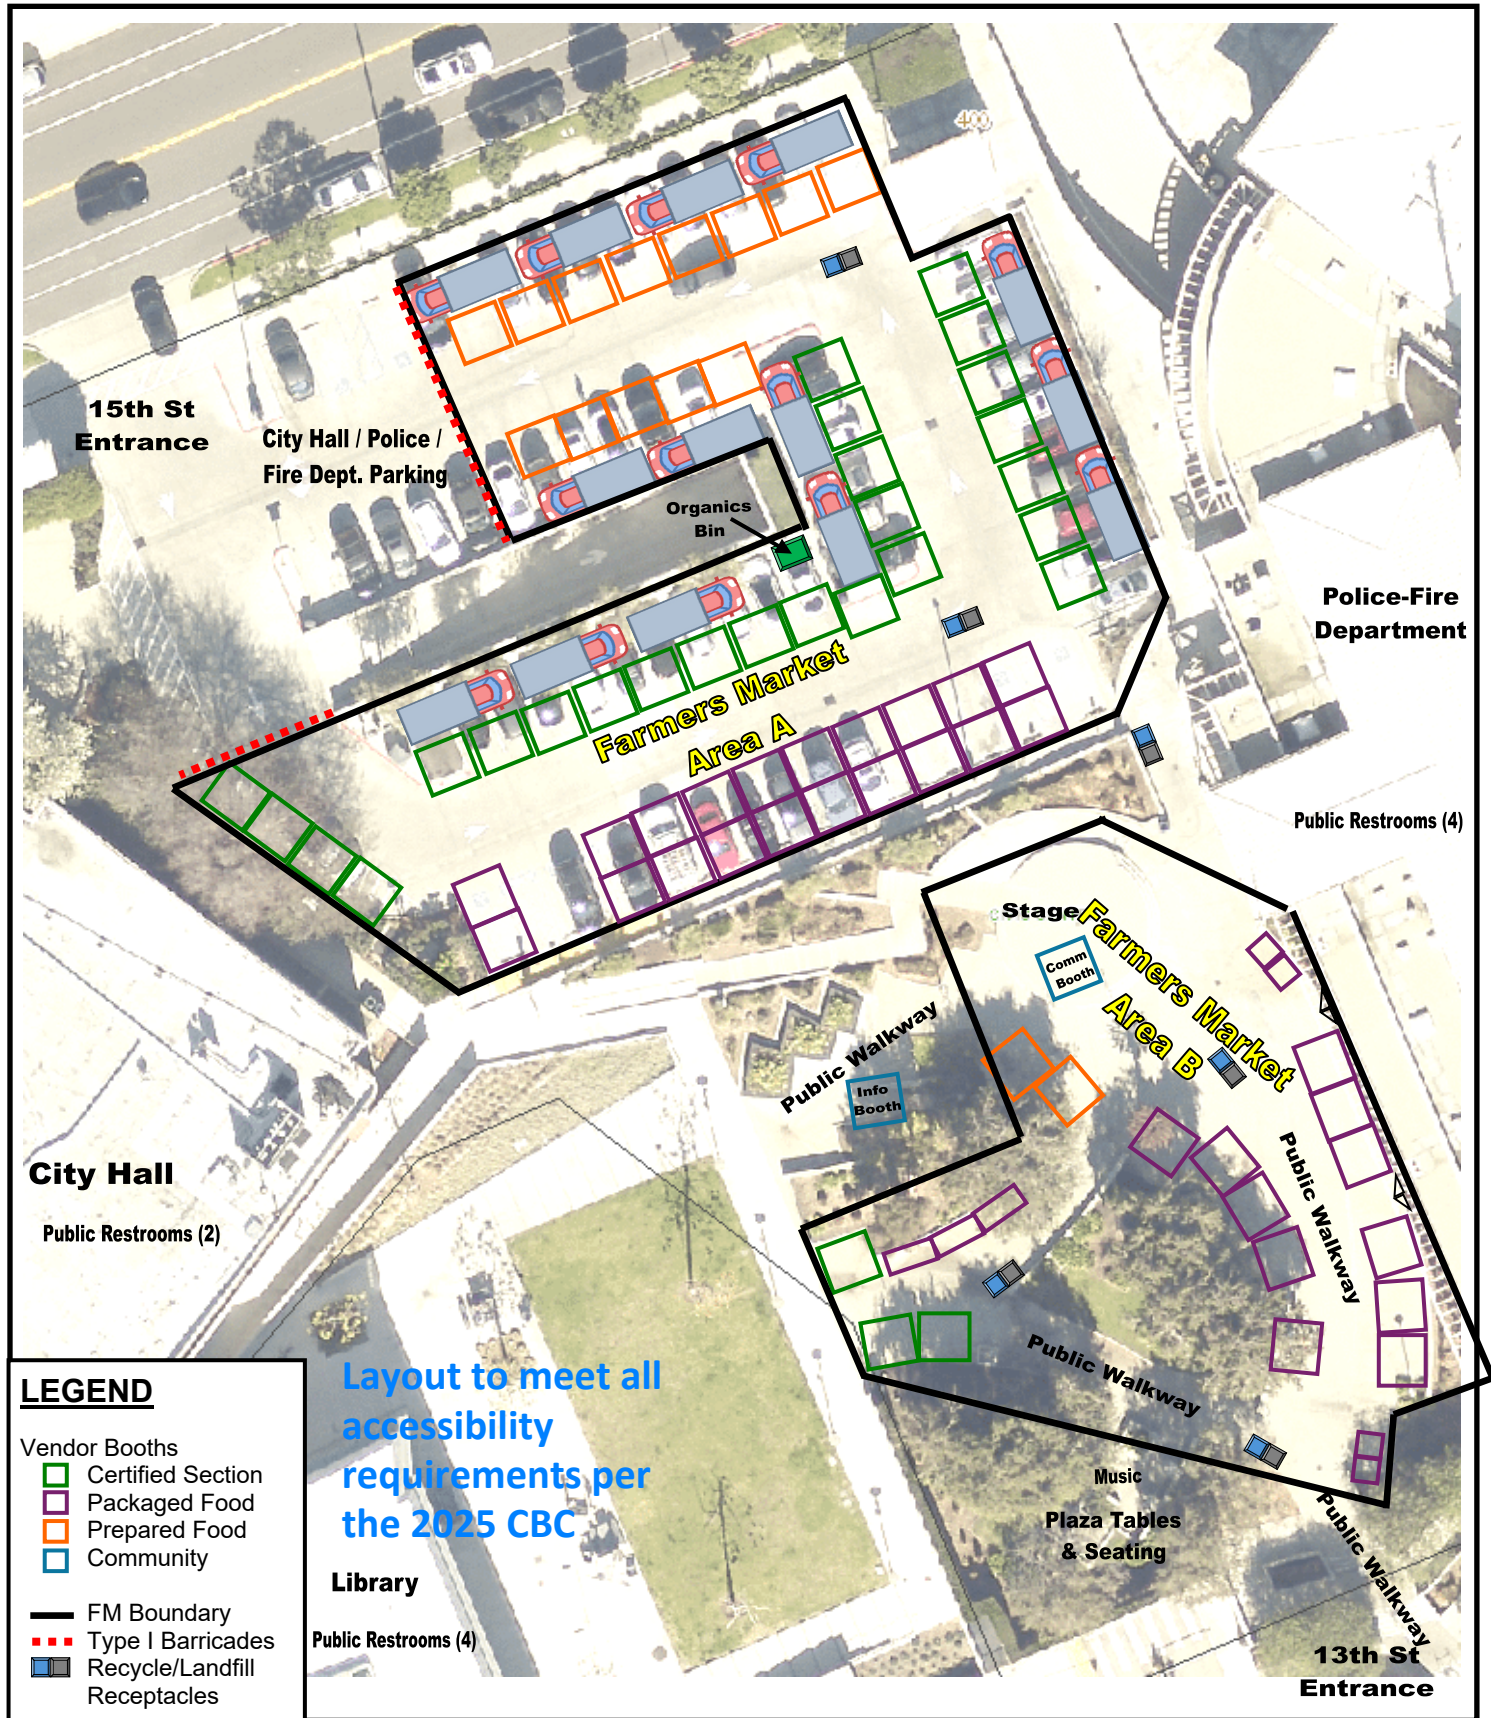 400
15th St
Entrance
City Hall / Police /
Fire Dept. Parking
Organics
Bin
Police-Fire
Department
Farmers Market
Area A
Public Restrooms (4)
Stage
Farmers Market
Area B
Comm
Booth
Public Walkway
Info
Booth
Public Walkway
City Hall
Public Restrooms (2)
Public Walkway
LEGEND
Vendor Booths
Certified Section
Packaged Food
Prepared Food
Community
FM Boundary
Type I Barricades
Recycle/Landfill
Receptacles
Layout to meet all
accessibility
requirements per
the 2025 CBC
Library
Public Restrooms (4)
Music
Plaza Tables
& Seating
Public Walkway
13th St
Entrance